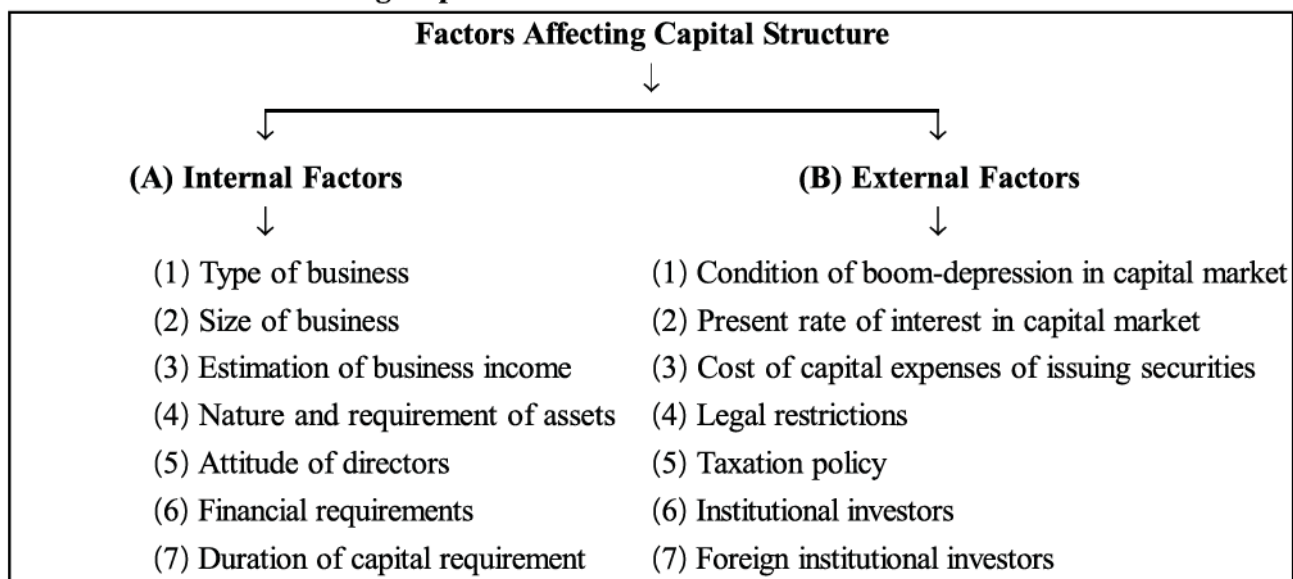 Factors Affecting Capital Structure
(A) Internal Factors
(1) Type of business
(2) Size of business
(3) Estimation of business income
(4) Nature and requirement of assets
(5) Attitude of directors
(6) Financial requirements
(7) Duration of capital requirement
(B) External Factors
(1) Condition of boom-depression in capital market
(2) Present rate of interest in capital market
(3) Cost of capital expenses of issuing securities
(4) Legal restrictions
(5) Taxation policy
(6) Institutional investors
(7) Foreign institutional investors